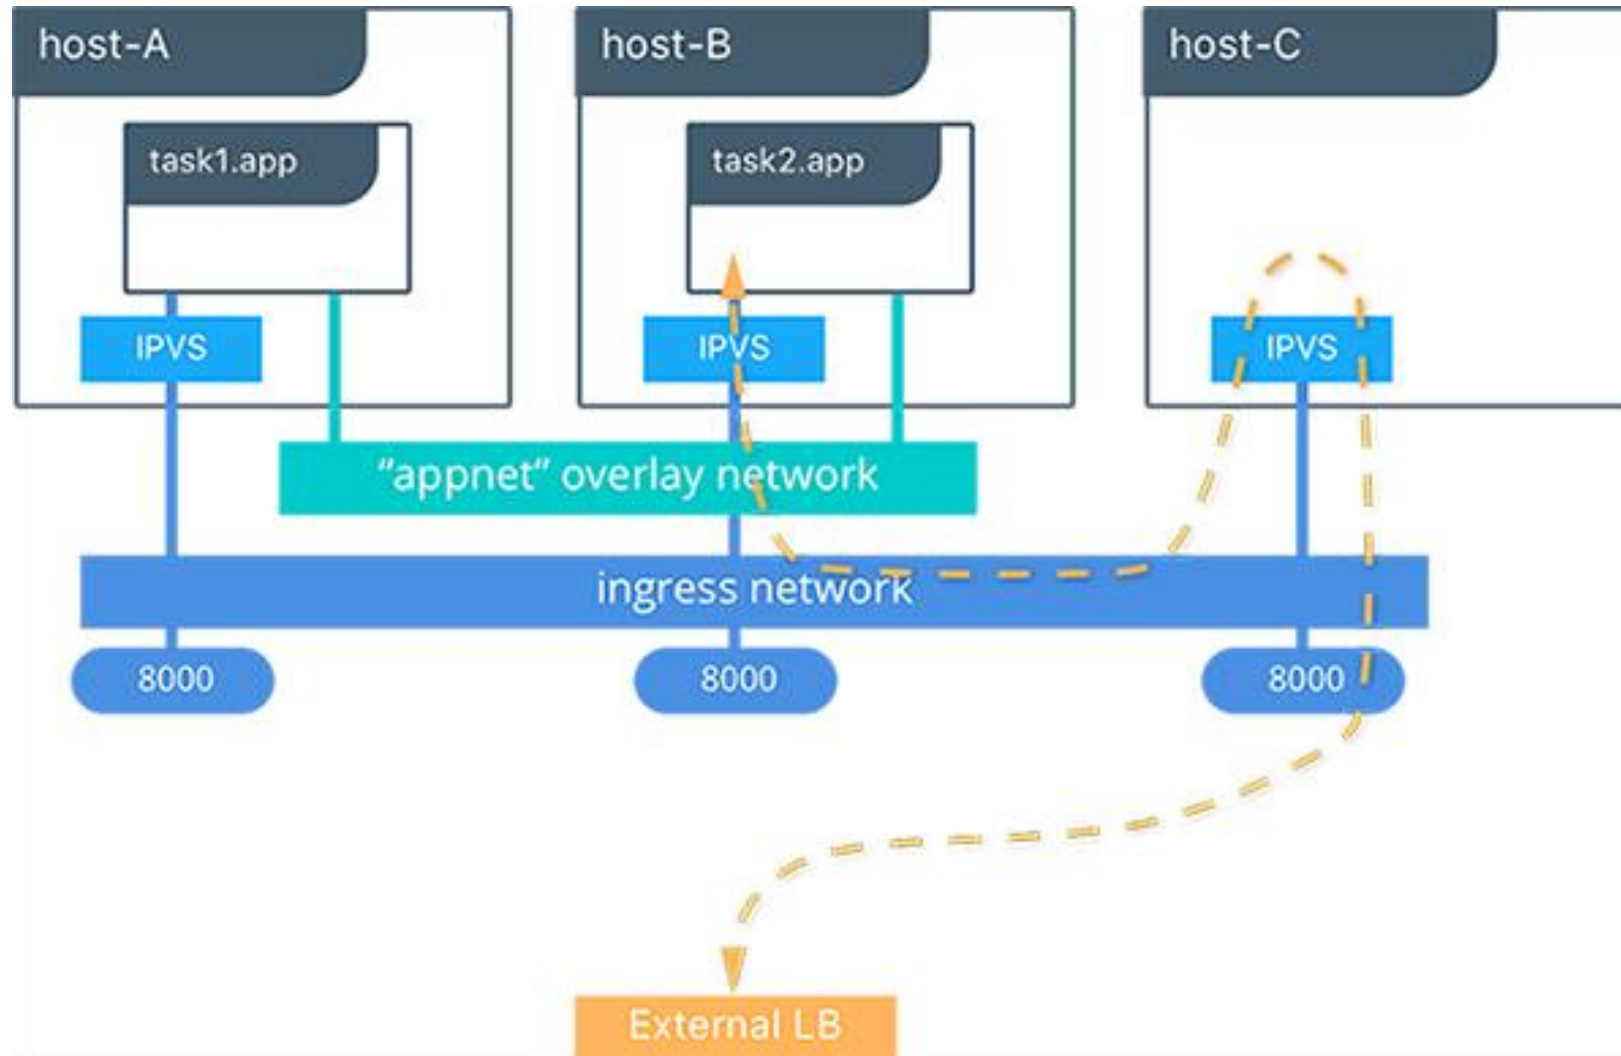 host-A
host-B
host-C
task1.app
task2.app
IPVS
IPVS
IPVS
“appnet” overlay network
ingress network
8000
8000
8000
External LB